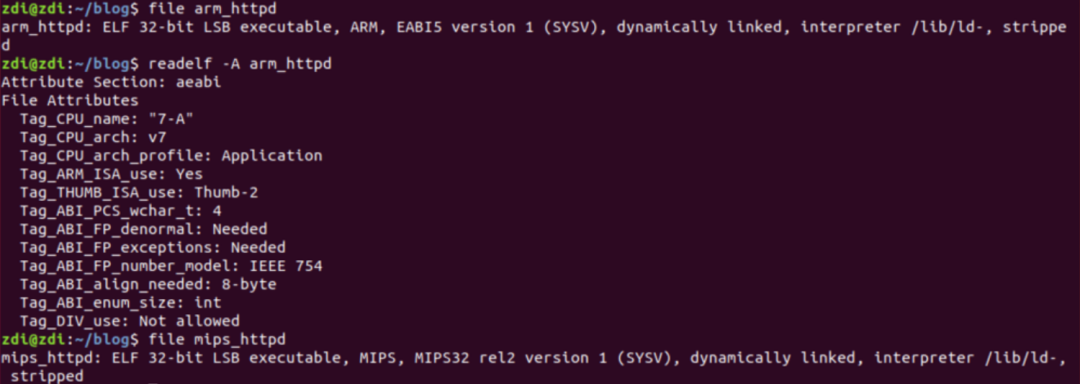 zdi@zdi:~/blog$ file arm_httpd
arm_httpd: ELF 32-bit LSB executable, ARM, EABI5 version 1 (SYSV), dynamically linked, interpreter /lib/ld-, strippe
d
zdi@zdi:~/blog$ readelf -A arm_httpd
Attribute Section: aeabi
File Attributes
  Tag_CPU_name: "7-A"
  Tag_CPU_arch: v7
  Tag_CPU_arch_profile: Application
  Tag_ARM_ISA_use: Yes
  Tag_THUMB_ISA_use: Thumb-2
  Tag_ABI_PCS_wchar_t: 4
  Tag_ABI_FP_denormal: Needed
  Tag_ABI_FP_exceptions: Needed
  Tag_ABI_FP_number_model: IEEE 754
  Tag_ABI_align_needed: 8-byte
  Tag_ABI_enum_size: int
  Tag_DIV_use: Not allowed
zdi@zdi:~/blog$ file mips_httpd
mips_httpd: ELF 32-bit LSB executable, MIPS, MIPS32 rel2 version 1 (SYSV), dynamically linked, interpreter /lib/ld-,
 stripped